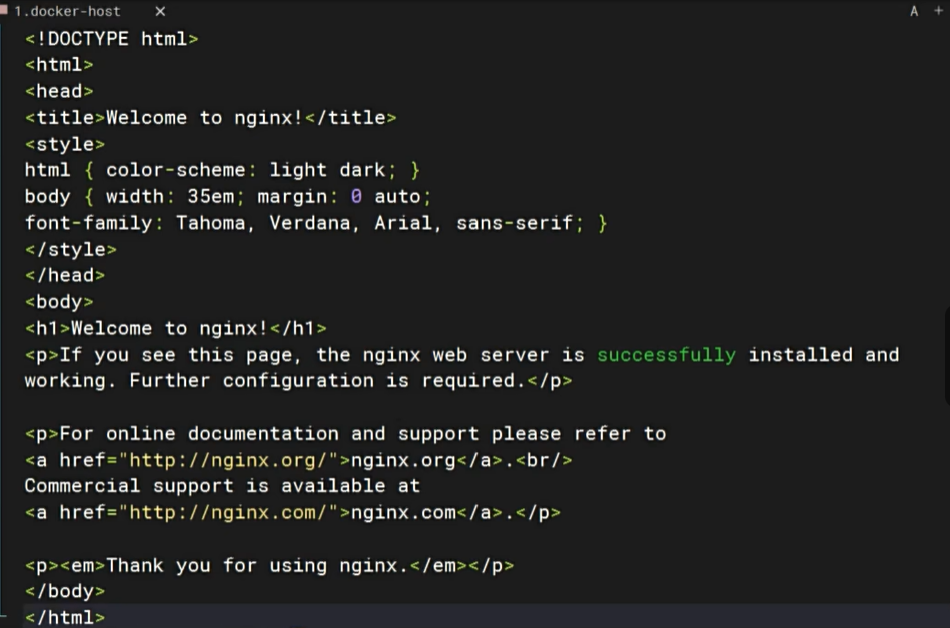 1.docker-host × A +
<!DOCTYPE html>
<html>
<head>
<title>Welcome to nginx!</title>
<style>
html { color-scheme: light dark; }
body { width: 35em; margin: 0 auto;
font-family: Tahoma, Verdana, Arial, sans-serif; }
</style>
</head>
<body>
<h1>Welcome to nginx!</h1>
<p>If you see this page, the nginx web server is successfully installed and
working. Further configuration is required.</p>

<p>For online documentation and support please refer to
<a href="http://nginx.org/">nginx.org</a>.<br/>
Commercial support is available at
<a href="http://nginx.com/">nginx.com</a>.</p>

<p><em>Thank you for using nginx.</em></p>
</body>
</html>